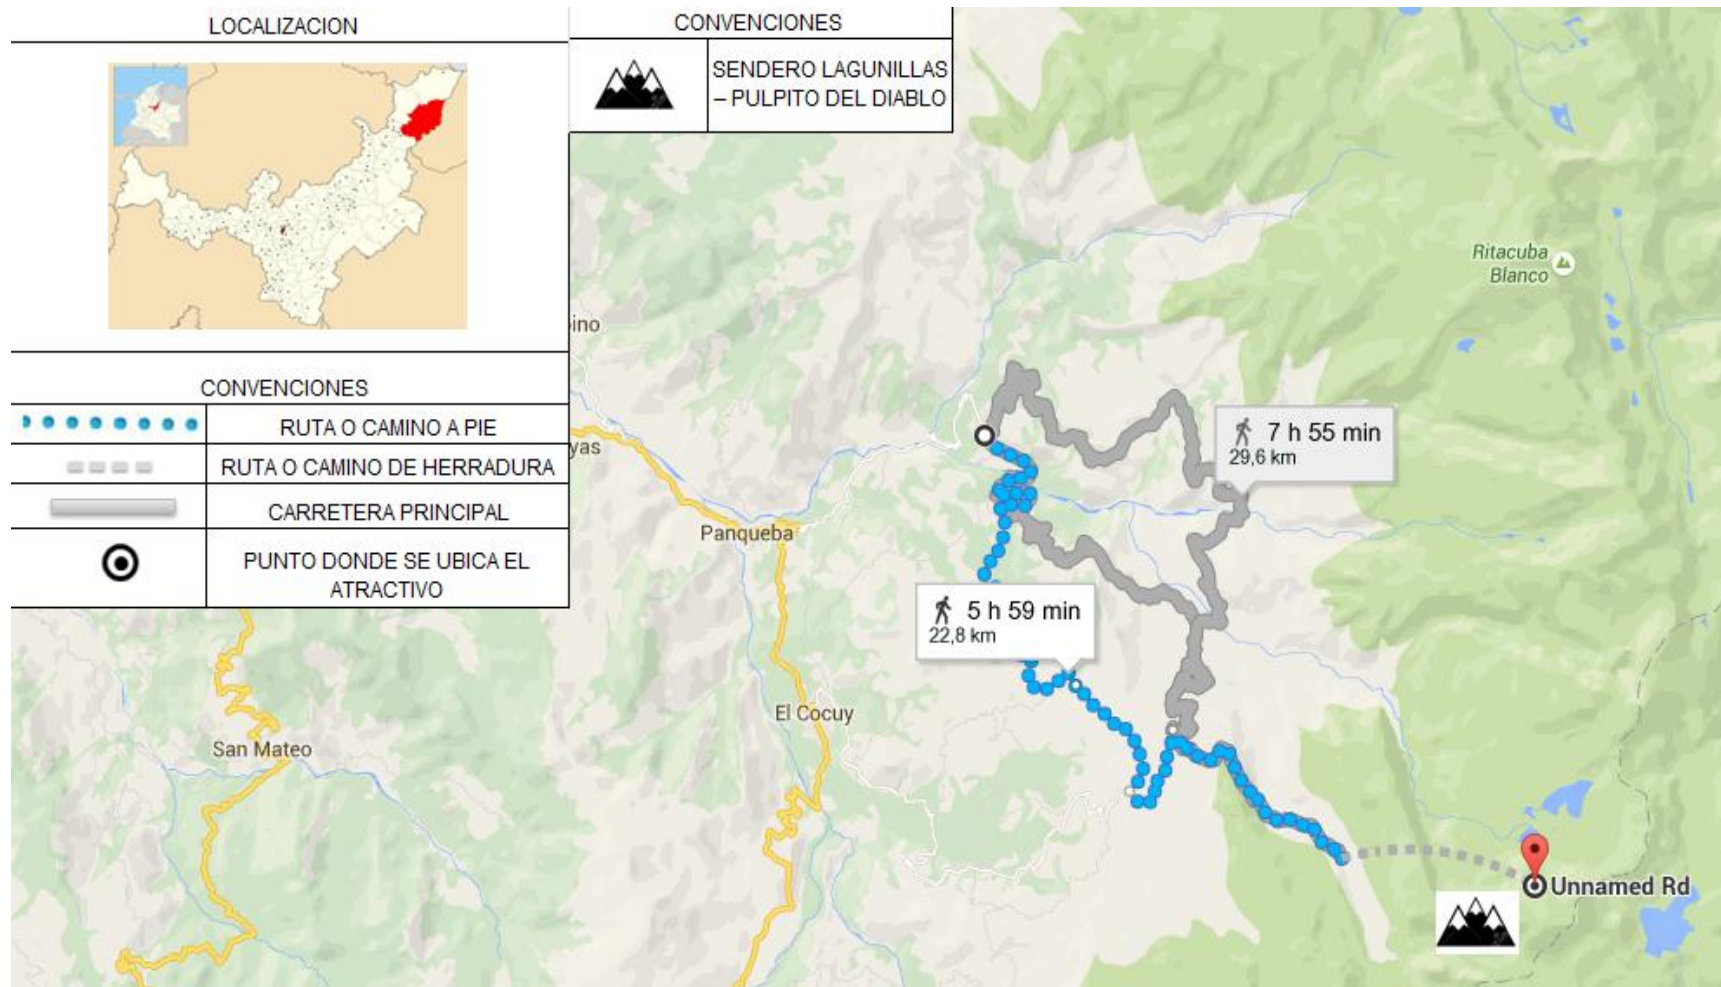 LOCALIZACION
CONVENCIONES
SENDERO LAGUNILLAS
– PULPITO DEL DIABLO
CONVENCIONES
RUTA O CAMINO A PIE
RUTA O CAMINO DE HERRADURA
CARRETERA PRINCIPAL
PUNTO DONDE SE UBICA EL
ATRACTIVO
ino
yas
Ritacuba
Blanco
7 h 55 min
29,6 km
Panqueba
5 h 59 min
22,8 km
El Cocuy
San Mateo
Unnamed Rd